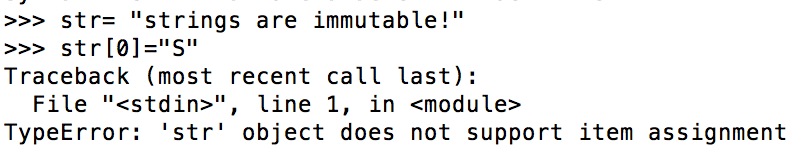 >>> str= "strings are immutable!"
>>> str[0]="S"
Traceback (most recent call last):
  File "<stdin>", line 1, in <module>
TypeError: 'str' object does not support item assignment